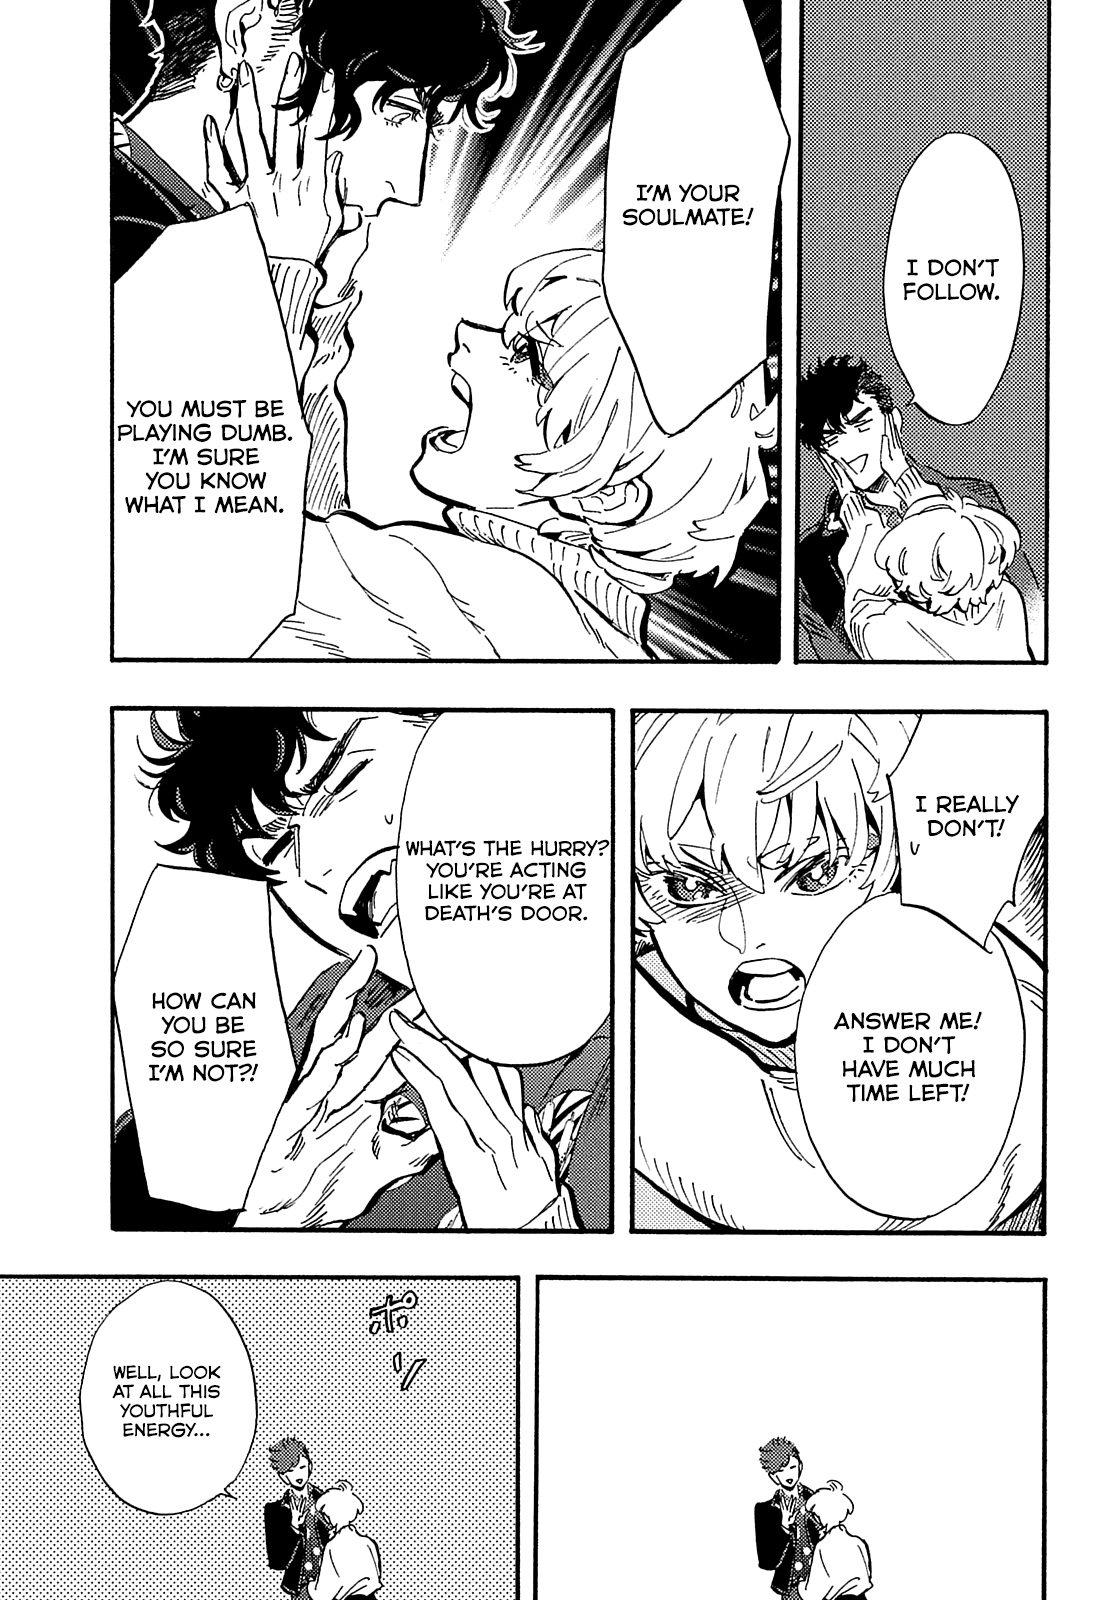 I DON'T
FOLLOW.
I'M YOUR
SOULMATE!
YOU MUST BE
PLAYING DUMB.
I'M SURE
YOU KNOW
WHAT I MEAN.
I REALLY
DON'T!
ANSWER ME!
I DON'T
HAVE MUCH
TIME LEFT!
WHAT'S THE HURRY?
YOU'RE ACTING
LIKE YOU'RE AT
DEATH'S DOOR.
HOW CAN
YOU BE
SO SURE
I'M NOT?!
ポツ
WELL, LOOK
AT ALL THIS
YOUTHFUL
ENERGY...